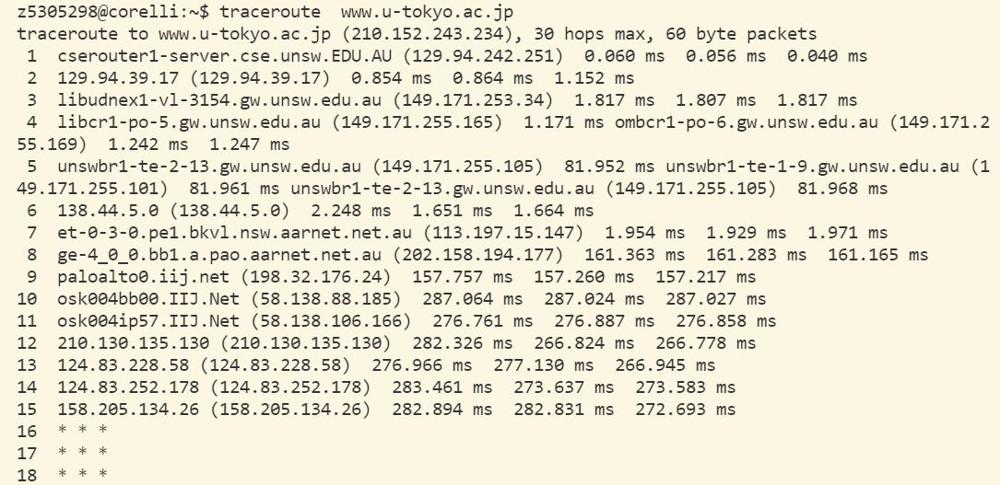 z5305298@corelli:~$ traceroute  www.u-tokyo.ac.jp
traceroute to www.u-tokyo.ac.jp (210.152.243.234), 30 hops max, 60 byte packets
 1  cserouter1-server.cse.unsw.EDU.AU (129.94.242.251)  0.060 ms  0.056 ms  0.040 ms
 2  129.94.39.17 (129.94.39.17)  0.854 ms  0.864 ms  1.152 ms
 3  libudnex1-vl-3154.gw.unsw.edu.au (149.171.253.34)  1.817 ms  1.807 ms  1.817 ms
 4  libcr1-po-5.gw.unsw.edu.au (149.171.255.165)  1.171 ms ombcr1-po-6.gw.unsw.edu.au (149.171.2
55.169)  1.242 ms  1.247 ms
 5  unswbr1-te-2-13.gw.unsw.edu.au (149.171.255.105)  81.952 ms unswbr1-te-1-9.gw.unsw.edu.au (1
49.171.255.101)  81.961 ms unswbr1-te-2-13.gw.unsw.edu.au (149.171.255.105)  81.968 ms
 6  138.44.5.0 (138.44.5.0)  2.248 ms  1.651 ms  1.664 ms
 7  et-0-3-0.pe1.bkvl.nsw.aarnet.net.au (113.197.15.147)  1.954 ms  1.929 ms  1.971 ms
 8  ge-4_0_0.bb1.a.pao.aarnet.net.au (202.158.194.177)  161.363 ms  161.283 ms  161.165 ms
 9  paloalto0.iij.net (198.32.176.24)  157.757 ms  157.260 ms  157.217 ms
10  osk004bb00.IIJ.Net (58.138.88.185)  287.064 ms  287.024 ms  287.027 ms
11  osk004ip57.IIJ.Net (58.138.106.166)  276.761 ms  276.887 ms  276.858 ms
12  210.130.135.130 (210.130.135.130)  282.326 ms  266.824 ms  266.778 ms
13  124.83.228.58 (124.83.228.58)  276.966 ms  277.130 ms  266.945 ms
14  124.83.252.178 (124.83.252.178)  283.461 ms  273.637 ms  273.583 ms
15  158.205.134.26 (158.205.134.26)  282.894 ms  282.831 ms  272.693 ms
16  * * *
17  * * *
18  * * *